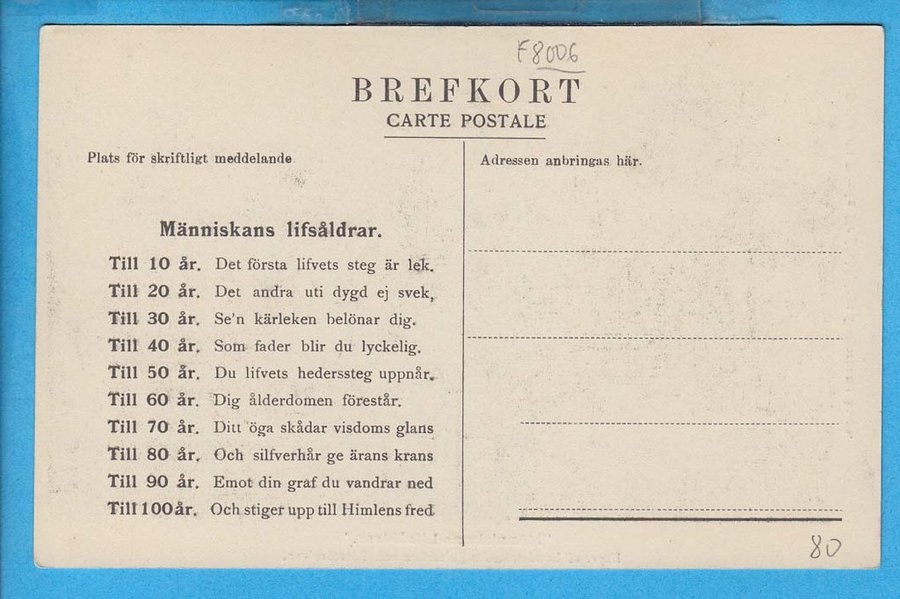 F8006
BREFKORT
CARTE POSTALE
Plats för skriftligt meddelande
Adressen anbringas här.
Människans lifsåldrar.
Till 10 år. Det första lifvets steg är lek.
Till 20 år. Det andra uti dygd ej svek,
Till 30 år. Se'n kärleken belönar dig.
Till 40 år. Som fader blir du lyckelig.
Till 50 år. Du lifvets hederssteg uppnår.
Till 60 år. Dig ålderdomen förestår.
Till 70 år. Ditt öga skådar visdoms glans
Till 80 år. Och silfverhår ge ärans krans
Till 90 år. Emot din graf du vandrar ned
Till 100 år. Och stiger upp till Himlens fred
80